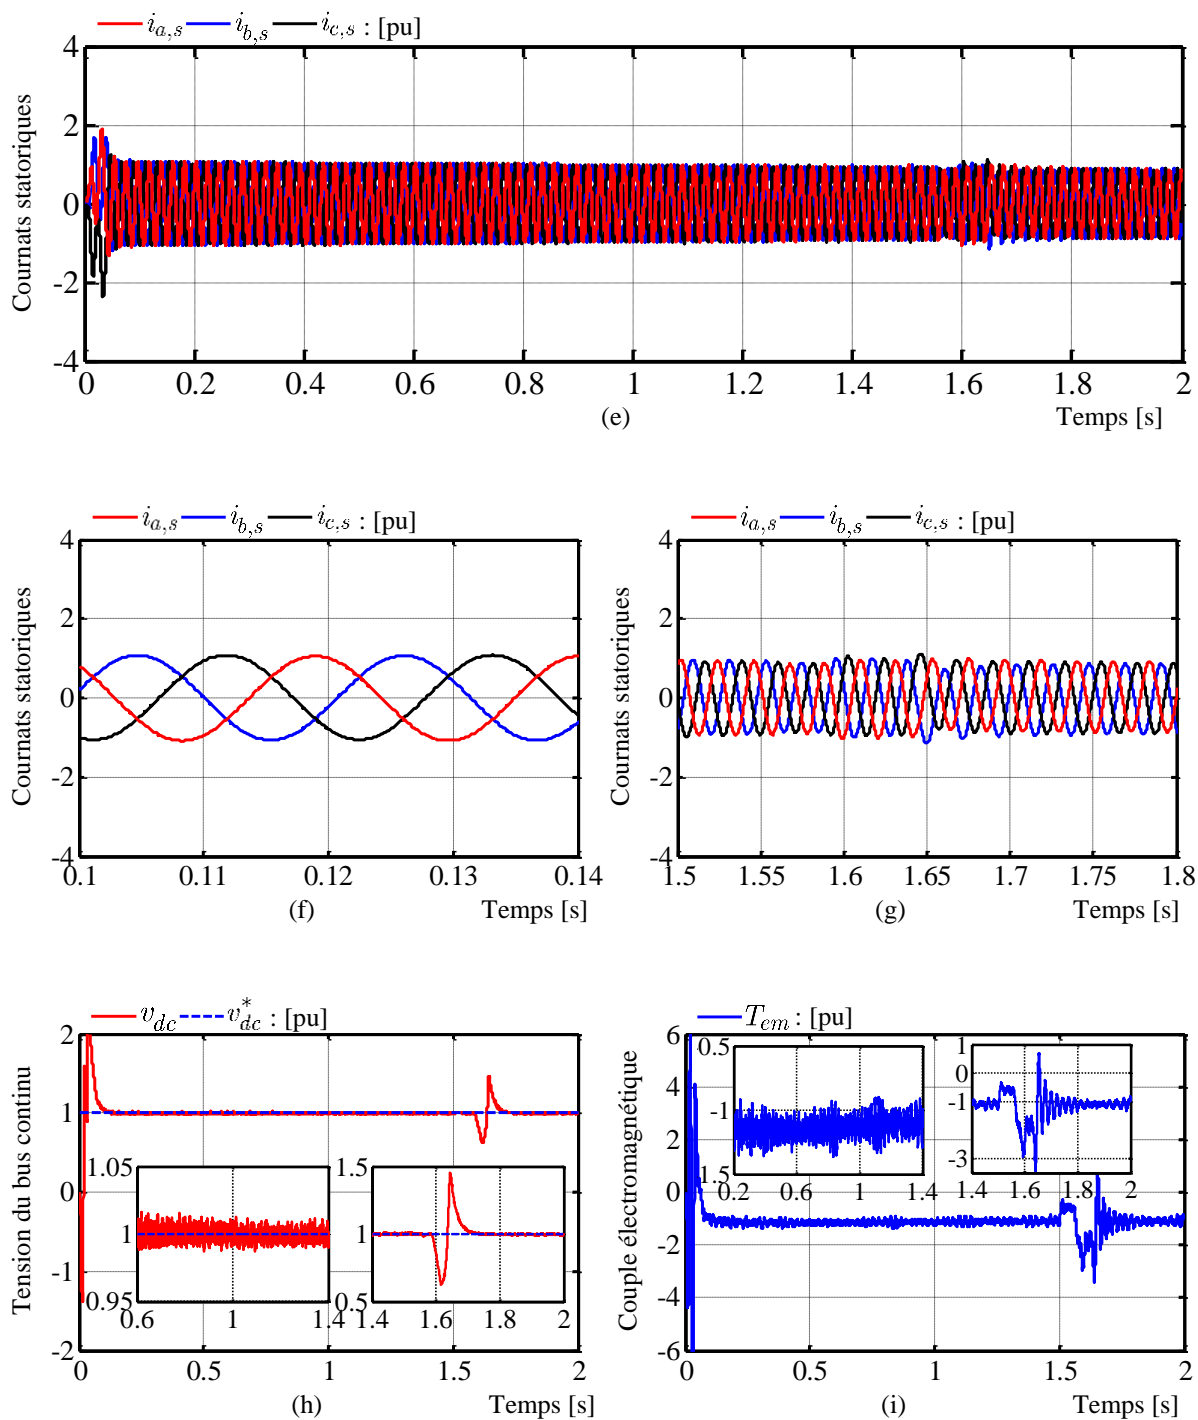 i_{a,s} i_{b,s} i_{c,s} : [pu]
Cournats statoriques
4
2
0
-2
-4
0 0.2 0.4 0.6 0.8 1 1.2 1.4 1.6 1.8 2
(e)
Temps [s]
i_{a,s} i_{b,s} i_{c,s} : [pu]
Cournats statoriques
4
2
0
-2
-4
0.1 0.11 0.12 0.13 0.14
(f)
Temps [s]
i_{a,s} i_{b,s} i_{c,s} : [pu]
Cournats statoriques
4
2
0
-2
-4
1.5 1.55 1.6 1.65 1.7 1.75 1.8
(g)
Temps [s]
v_{dc} v_{dc}^* : [pu]
Tension du bus continu
2
1
0
-1
-2
0 0.5 1 1.5 2
1.05
1
0.95
0.6 1 1.4
1.5
1
0.5
1.4 1.6 1.8 2
(h)
Temps [s]
T_{em} : [pu]
Couple électromagnétique
6
4
2
0
-2
-4
-6
0 0.5 1 1.5 2
-0.5
-1
-1.5
0.2 0.6 1 1.4
1
0
-1
-3
1.4 1.6 1.8 2
(i)
Temps [s]